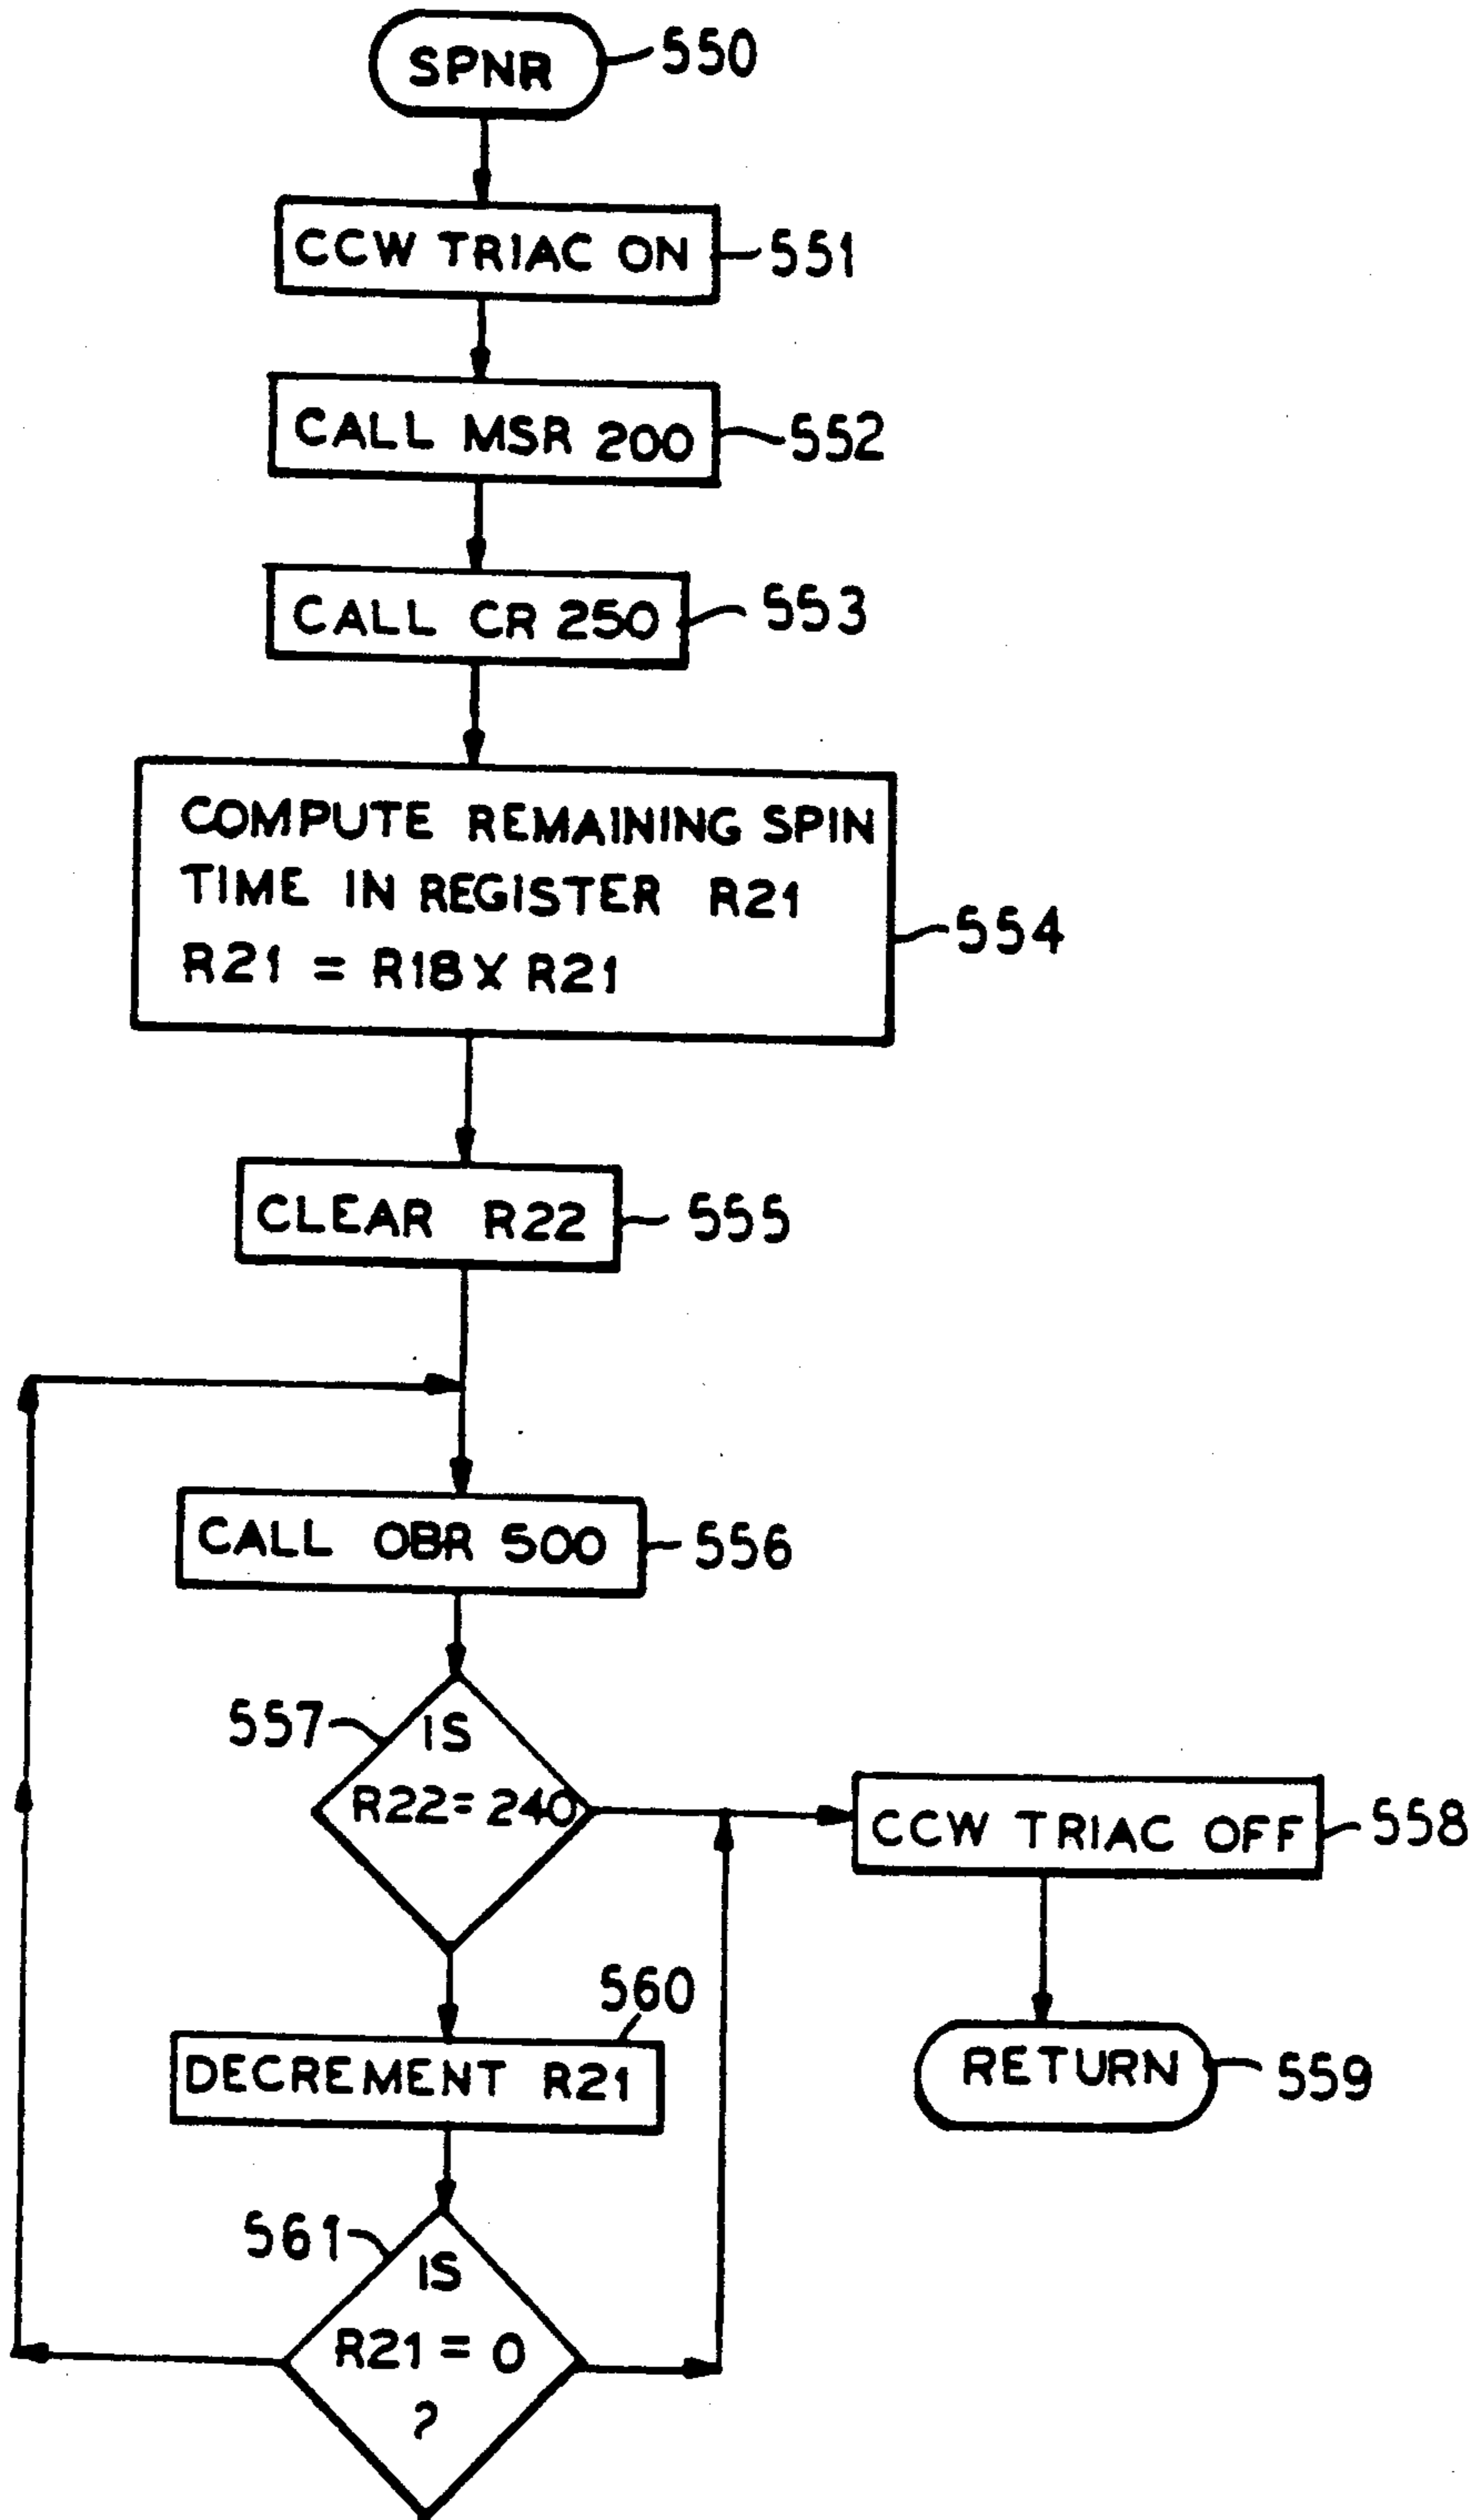 SPNR
550
CCW TRIAC ON
551
CALL MSR 200
552
CALL CR 250
553
COMPUTE REMAINING SPIN
TIME IN REGISTER R21
R21 = R18 X R21
554
CLEAR R22
555
CALL OBR 500
556
557
IS
R22 = 240
CCW TRIAC OFF
558
560
DECREMENT R21
RETURN
559
561
IS
R21 = 0
?